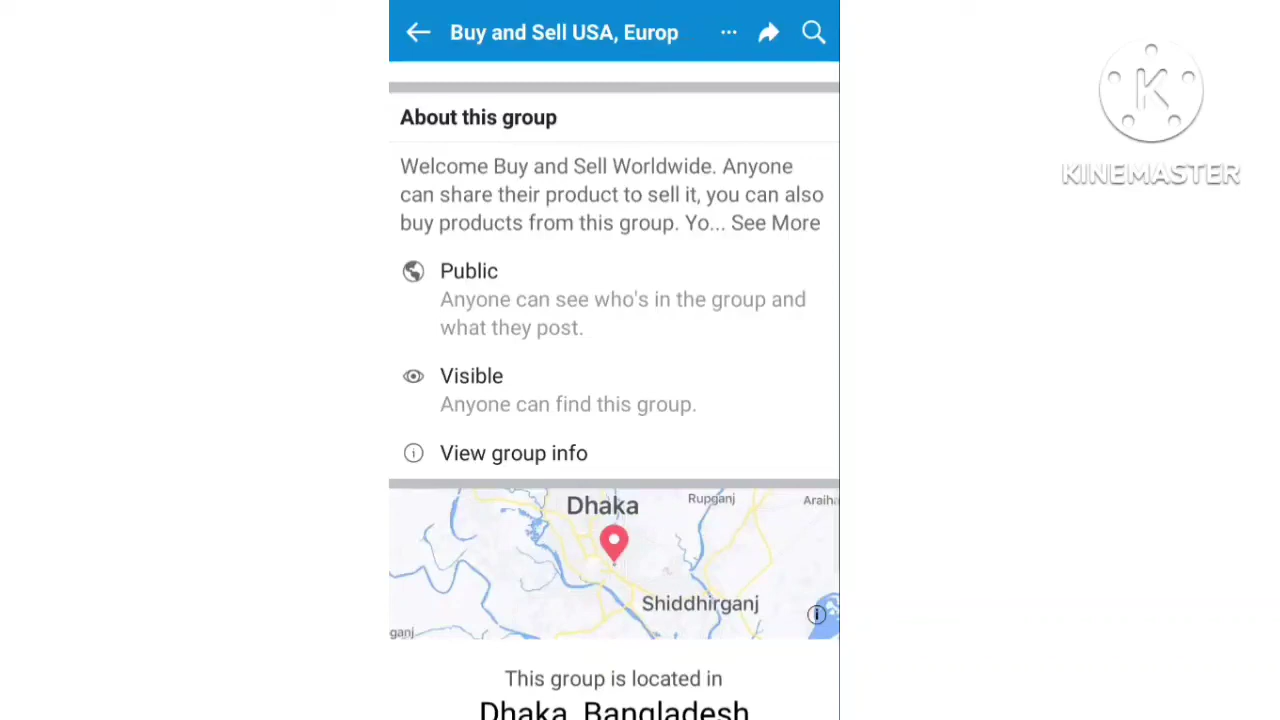 Buy and Sell USA, Europ
K
KINEMASTER
About this group
Welcome Buy and Sell Worldwide. Anyone
can share their product to sell it, you can also
buy products from this group. Yo... See More
Public
Anyone can see who's in the group and
what they post.
Visible
Anyone can find this group.
View group info
Dhaka
Rupganj
Araiha
Shiddhirganj
ganj
This group is located in
Dhaka, Bangladesh